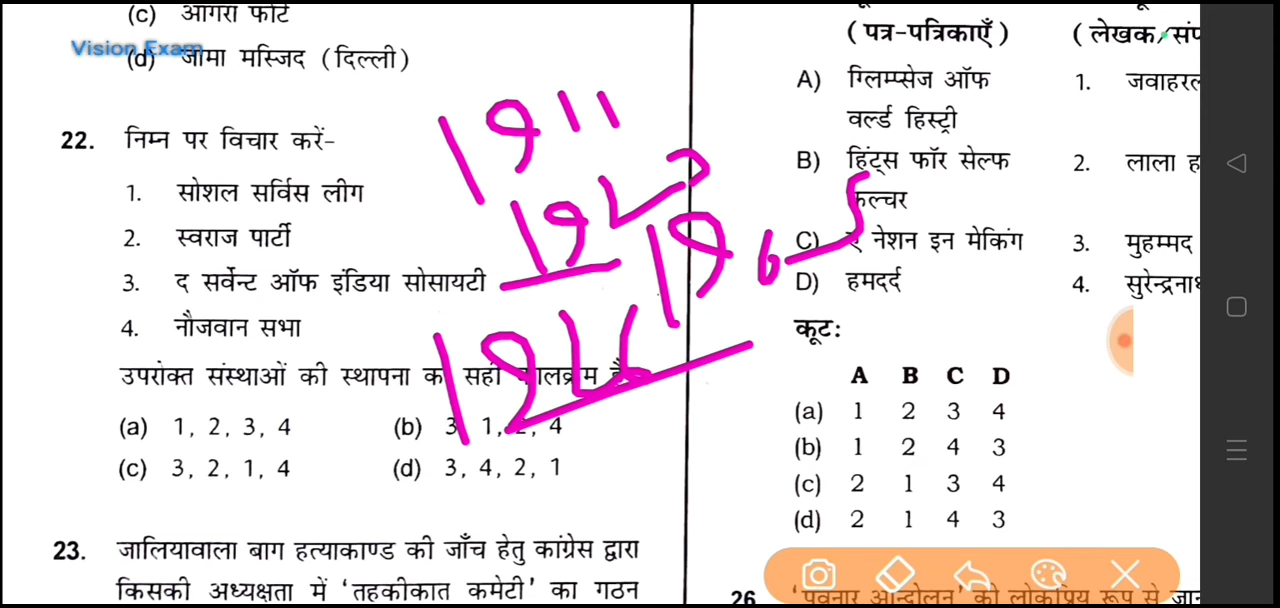 (c) आगरा फोर्ट
Vision Exam
(d) जामा मस्जिद (दिल्ली)
22. निम्न पर विचार करें-
1. सोशल सर्विस लीग
2. स्वराज पार्टी
3. द सर्वेन्ट ऑफ इंडिया सोसायटी
4. नौजवान सभा
उपरोक्त संस्थाओं की स्थापना का सही कालक्रम है-
(a) 1, 2, 3, 4 (b) 3, 1, 2, 4
(c) 3, 2, 1, 4 (d) 3, 4, 2, 1
1911
1923
1905
1926
23. जालियावाला बाग हत्याकाण्ड की जाँच हेतु कांग्रेस द्वारा
किसकी अध्यक्षता में 'तहकीकात कमेटी' का गठन
(पत्र-पत्रिकाएँ) (लेखक/संप
A) ग्लिम्प्सेज ऑफ 1. जवाहरल
वर्ल्ड हिस्ट्री
B) हिंट्स फॉर सेल्फ 2. लाला ह
कल्चर
C) ए नेशन इन मेकिंग 3. मुहम्मद
D) हमदर्द 4. सुरेन्द्रनाथ
कूटः
A B C D
(a) 1 2 3 4
(b) 1 2 4 3
(c) 2 1 3 4
(d) 2 1 4 3
26 'पवनार आन्दोलन' को लोकप्रिय रूप से जान